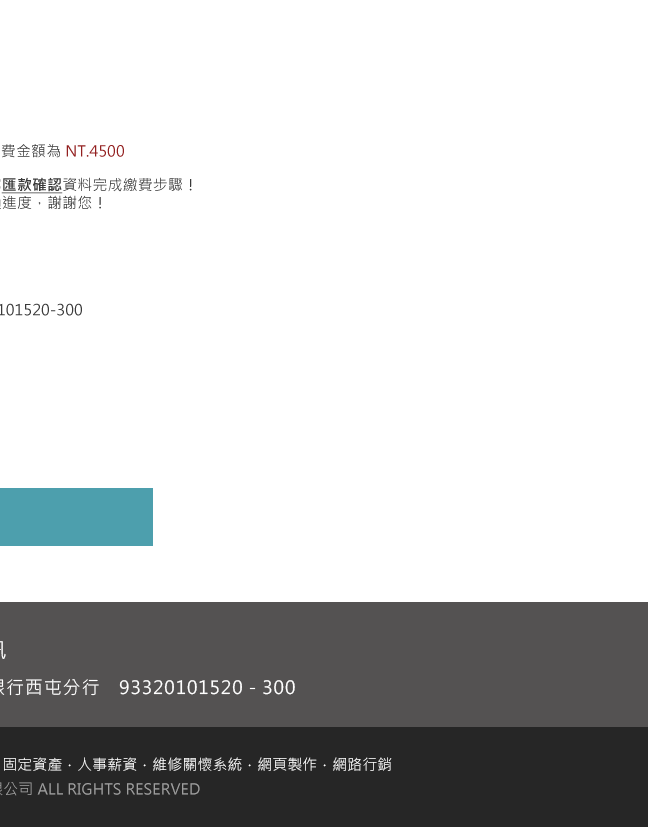 費金額為 NT.4500
匯款確認資料完成繳費步驟！
進度，謝謝您！
101520-300
訊
銀行西屯分行 93320101520 - 300
固定資產．人事薪資．維修關懷系統．網頁製作．網路行銷
限公司 ALL RIGHTS RESERVED